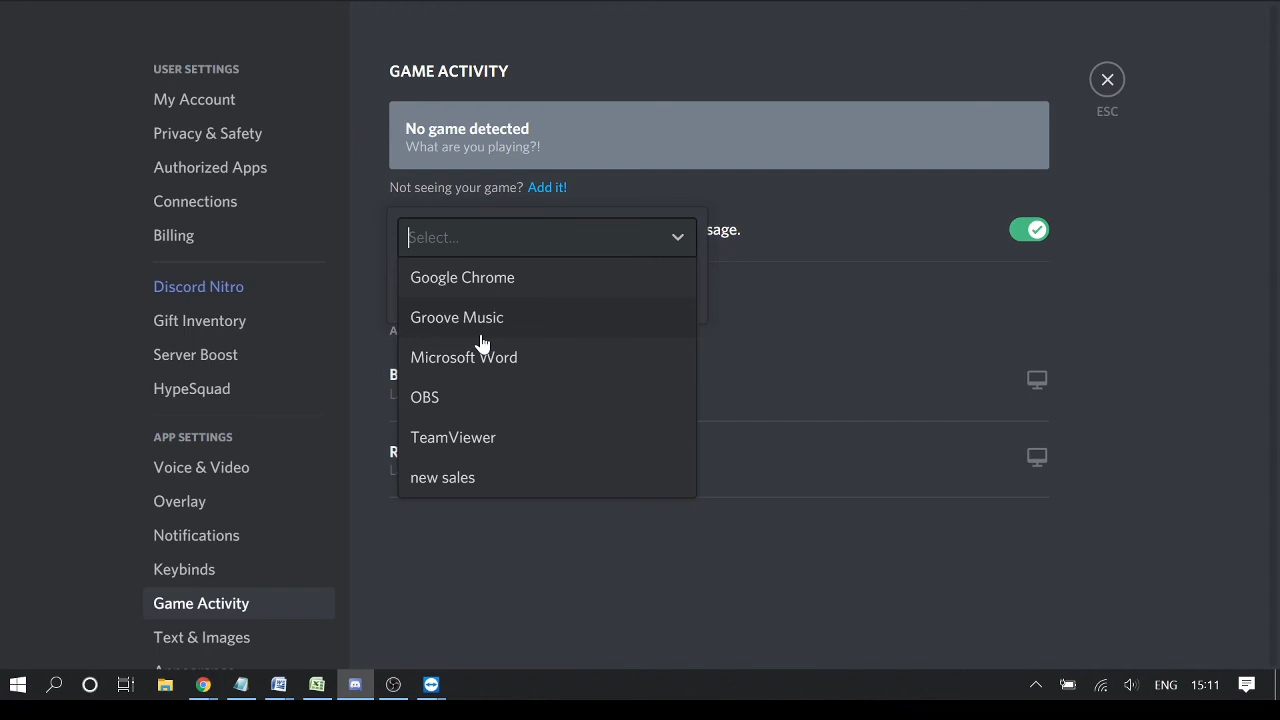 USER SETTINGS
My Account
Privacy & Safety
Authorized Apps
Connections
Billing
Discord Nitro
Gift Inventory
Server Boost
HypeSquad
APP SETTINGS
Voice & Video
Overlay
Notifications
Keybinds
Game Activity
Text & Images
GAME ACTIVITY
No game detected
What are you playing?!
Not seeing your game? Add it!
Select...
sage.
Google Chrome
Groove Music
Microsoft Word
OBS
TeamViewer
new sales
A
B
L
R
L
ESC
ENG
15:11